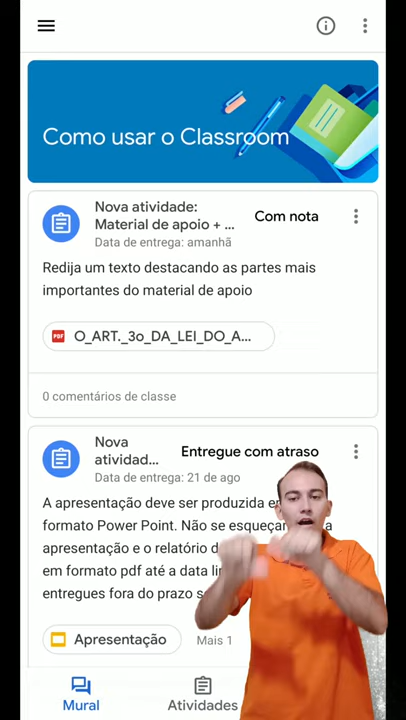 Como usar o Classroom
Nova atividade:
Material de apoio + ...
Com nota
Data de entrega: amanhã
Redija um texto destacando as partes mais
importantes do material de apoio
PDF
O_ART._3o_DA_LEI_DO_A...
0 comentários de classe
Nova
atividad...
Entregue com atraso
Data de entrega: 21 de ago
A apresentação deve ser produzida
formato Power Point. Não se esqueça
apresentação e o relatório
em formato pdf até a data
entregues fora do prazo
Apresentação
Mais 1
Mural
Atividades